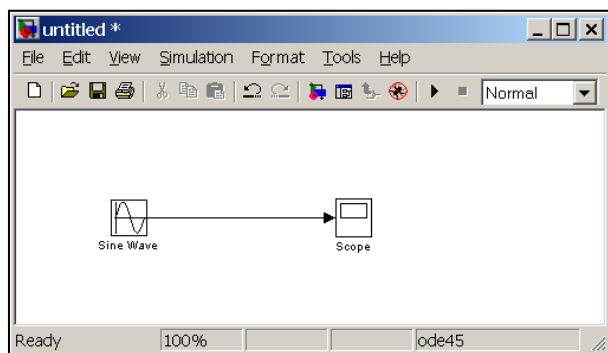 untitled *
File Edit View Simulation Format Tools Help
Normal
Sine Wave
Scope
Ready 100% ode45